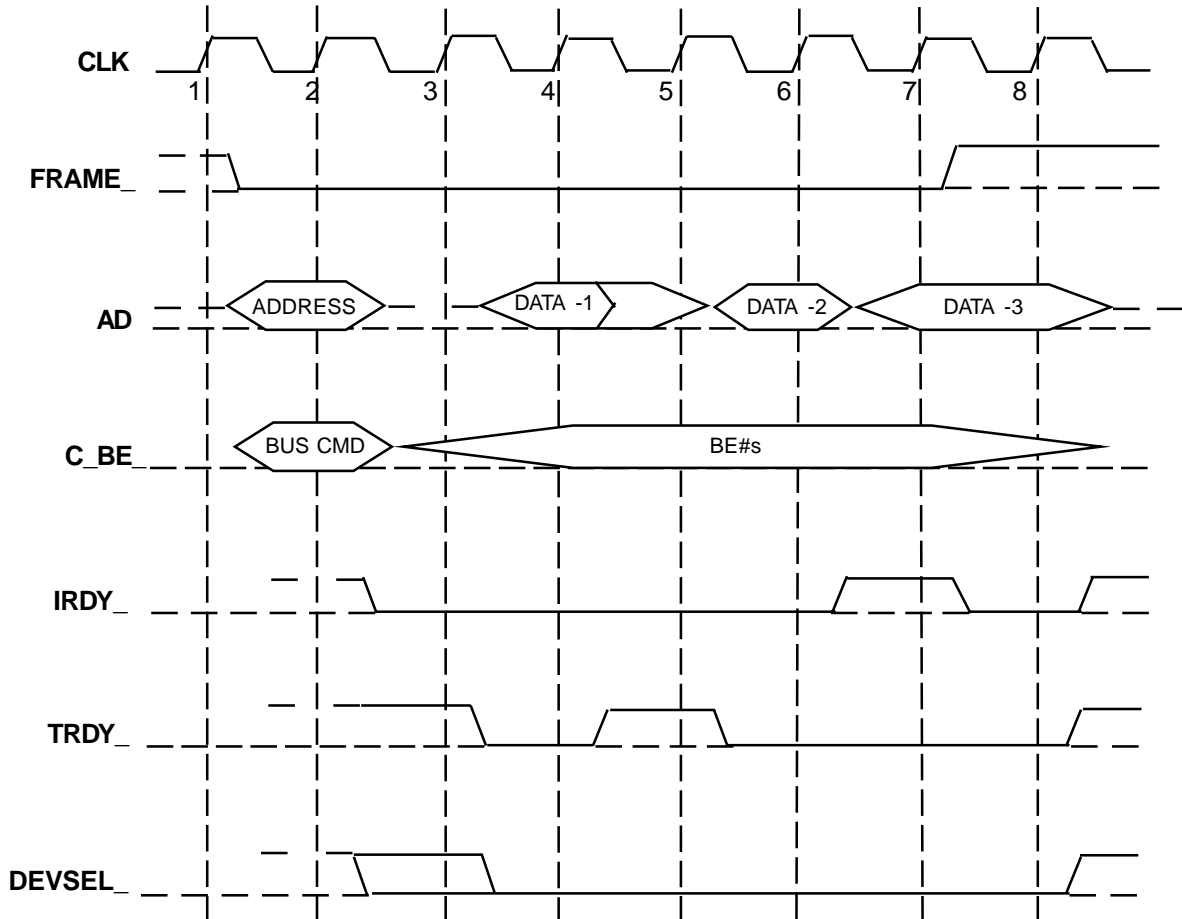 CLK
1 2 3 4 5 6 7 8
FRAME_
AD ADDRESS DATA -1 DATA -2 DATA -3
C_BE_ BUS CMD BE#s
IRDY_
TRDY_
DEVSEL_